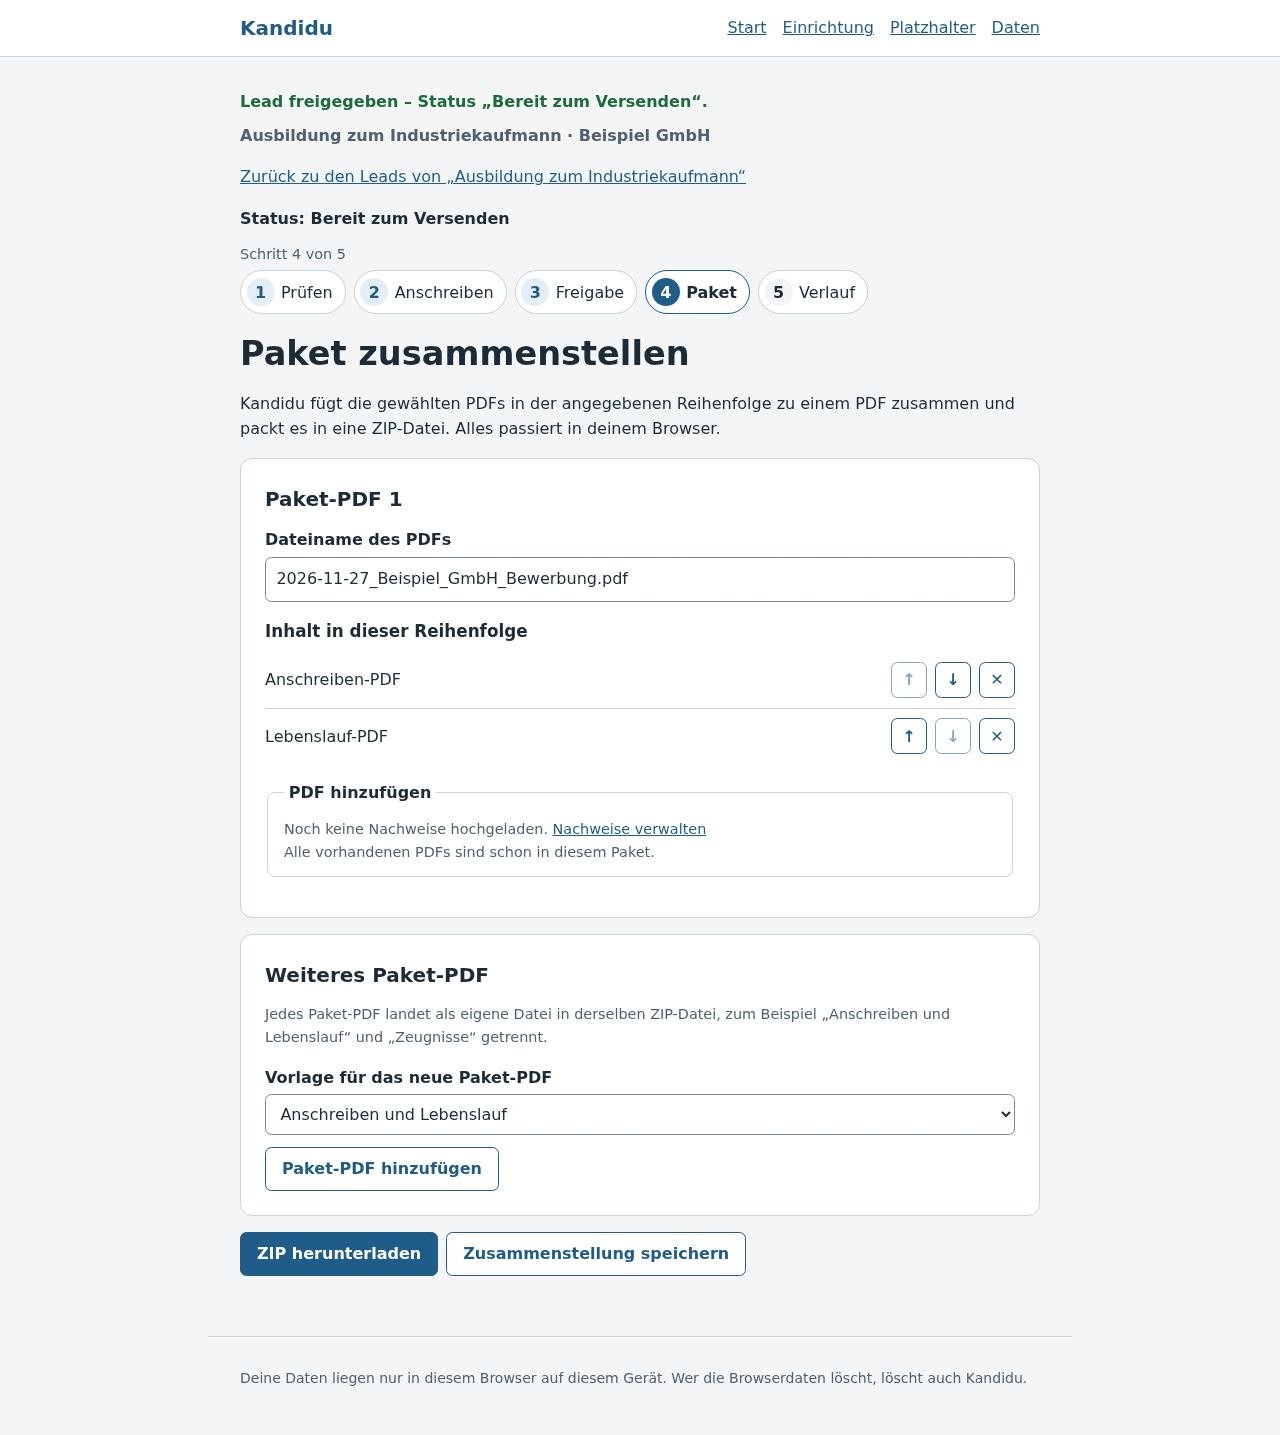 Kandidu
Start Einrichtung Platzhalter Daten
Lead freigegeben – Status „Bereit zum Versenden“.
Ausbildung zum Industriekaufmann · Beispiel GmbH
Zurück zu den Leads von „Ausbildung zum Industriekaufmann“
Status: Bereit zum Versenden
Schritt 4 von 5
1 Prüfen 2 Anschreiben 3 Freigabe 4 Paket 5 Verlauf
Paket zusammenstellen
Kandidu fügt die gewählten PDFs in der angegebenen Reihenfolge zu einem PDF zusammen und
packt es in eine ZIP-Datei. Alles passiert in deinem Browser.
Paket-PDF 1
Dateiname des PDFs
2026-11-27_Beispiel_GmbH_Bewerbung.pdf
Inhalt in dieser Reihenfolge
Anschreiben-PDF ↑ ↓ ✕
Lebenslauf-PDF ↑ ↓ ✕
PDF hinzufügen
Noch keine Nachweise hochgeladen. Nachweise verwalten
Alle vorhandenen PDFs sind schon in diesem Paket.
Weiteres Paket-PDF
Jedes Paket-PDF landet als eigene Datei in derselben ZIP-Datei, zum Beispiel „Anschreiben und
Lebenslauf“ und „Zeugnisse“ getrennt.
Vorlage für das neue Paket-PDF
Anschreiben und Lebenslauf
Paket-PDF hinzufügen
ZIP herunterladen Zusammenstellung speichern
Deine Daten liegen nur in diesem Browser auf diesem Gerät. Wer die Browserdaten löscht, löscht auch Kandidu.